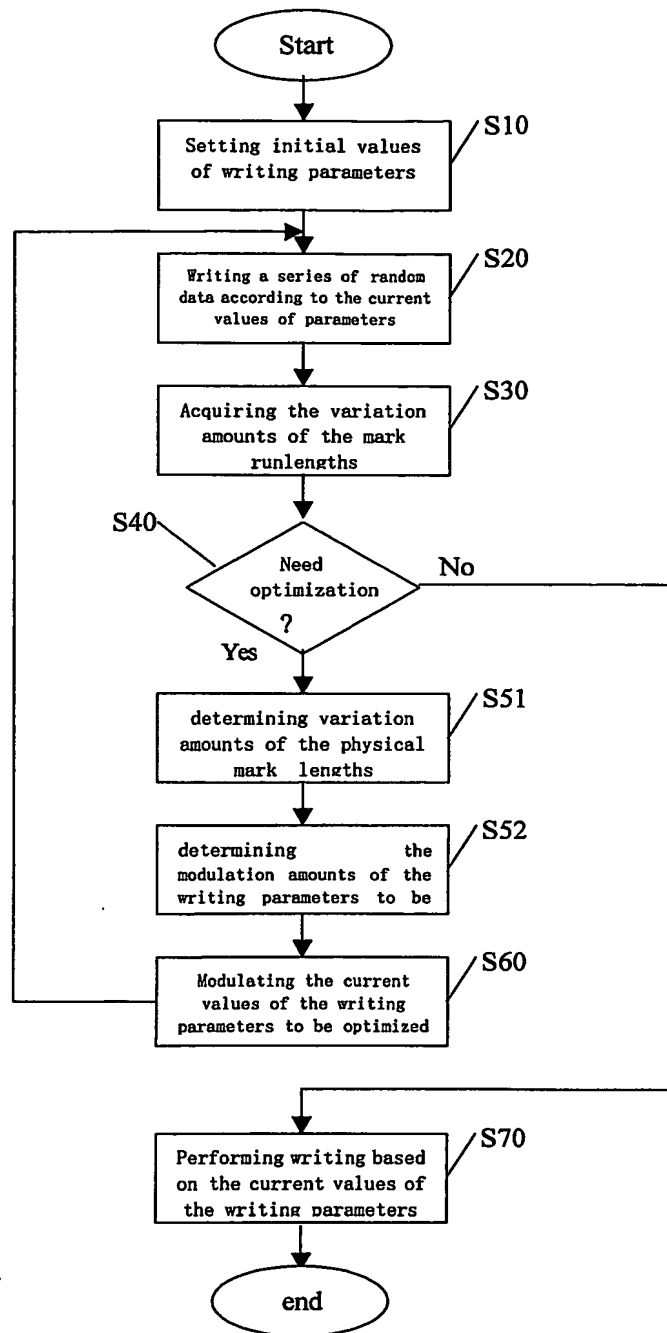 Start
S10
Setting initial values
of writing parameters
S20
Writing a series of random
data according to the current
values of parameters
S30
Acquiring the variation
amounts of the mark
runlengths
S40
Need
optimization
?
No
Yes
S51
determining variation
amounts of the physical
mark lengths
S52
determining the
modulation amounts of the
writing parameters to be
S60
Modulating the current
values of the writing
parameters to be optimized
S70
Performing writing based
on the current values of
the writing parameters
end